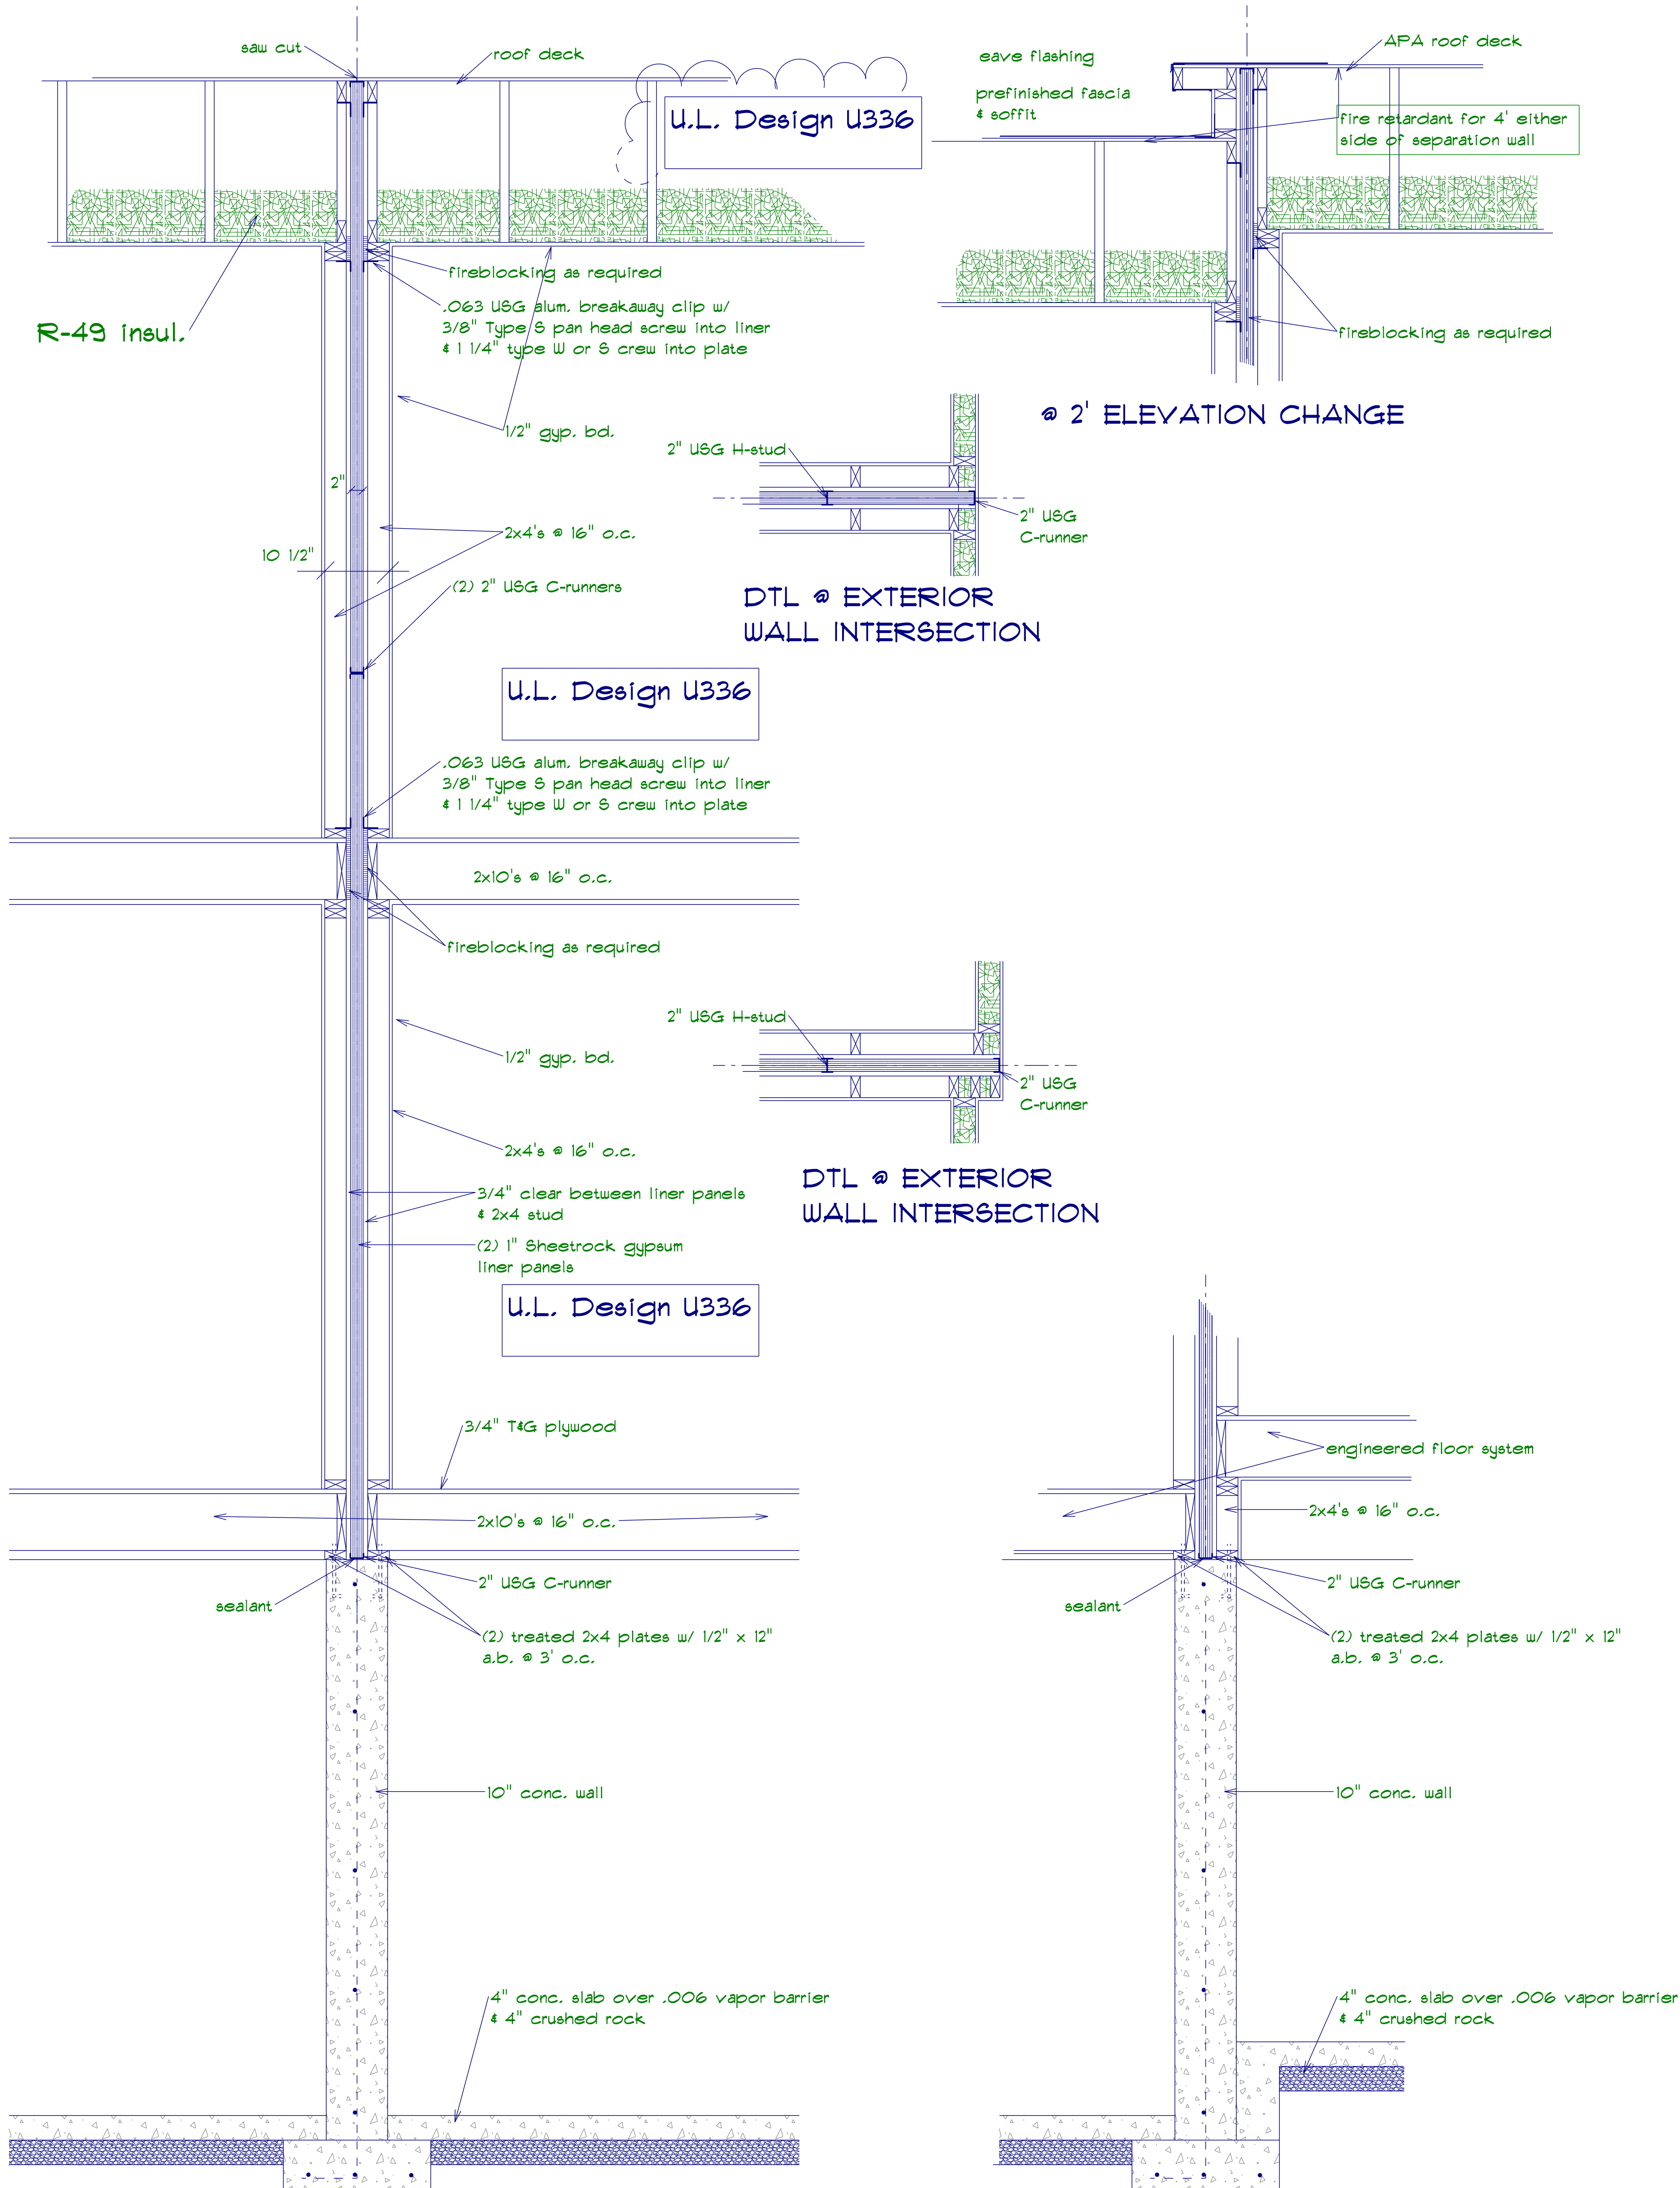 saw cut
roof deck
U.L. Design U336
eave flashing
prefinished fascia
& soffit
APA roof deck
fire retardant for 4' either
side of separation wall
fireblocking as required
.063 USG alum. breakaway clip w/
3/8" Type S pan head screw into liner
& 1 1/4" type W or S crew into plate
R-49 insul.
fireblocking as required
@ 2' ELEVATION CHANGE
1/2" gyp. bd.
2" USG H-stud
2"
2" USG
C-runner
2x4's @ 16" o.c.
10 1/2"
(2) 2" USG C-runners
DTL @ EXTERIOR
WALL INTERSECTION
U.L. Design U336
.063 USG alum. breakaway clip w/
3/8" Type S pan head screw into liner
& 1 1/4" type W or S crew into plate
2x10's @ 16" o.c.
fireblocking as required
2" USG H-stud
1/2" gyp. bd.
2" USG
C-runner
2x4's @ 16" o.c.
DTL @ EXTERIOR
WALL INTERSECTION
3/4" clear between liner panels
& 2x4 stud
(2) 1" Sheetrock gypsum
liner panels
U.L. Design U336
3/4" T&G plywood
engineered floor system
2x10's @ 16" o.c.
2x4's @ 16" o.c.
2" USG C-runner
sealant
(2) treated 2x4 plates w/ 1/2" x 12"
a.b. @ 3' o.c.
2" USG C-runner
sealant
(2) treated 2x4 plates w/ 1/2" x 12"
a.b. @ 3' o.c.
10" conc. wall
10" conc. wall
4" conc. slab over .006 vapor barrier
& 4" crushed rock
4" conc. slab over .006 vapor barrier
& 4" crushed rock